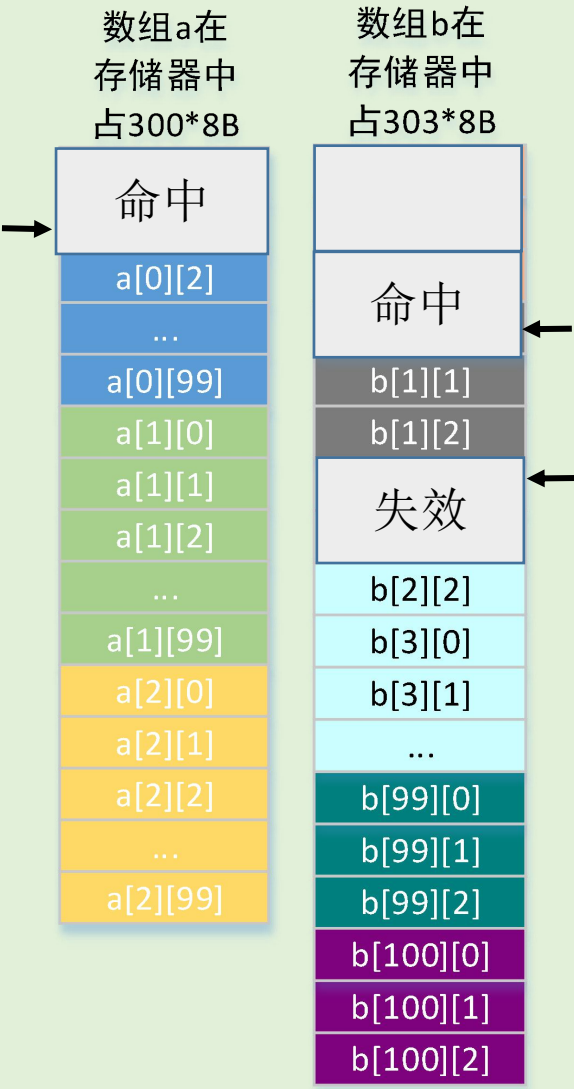 数组a在
存储器中
占300*8B
命中
a[0][2]
...
a[0][99]
a[1][0]
a[1][1]
a[1][2]
...
a[1][99]
a[2][0]
a[2][1]
a[2][2]
...
a[2][99]
数组b在
存储器中
占303*8B
命中
b[1][1]
b[1][2]
失效
b[2][2]
b[3][0]
b[3][1]
...
b[99][0]
b[99][1]
b[99][2]
b[100][0]
b[100][1]
b[100][2]